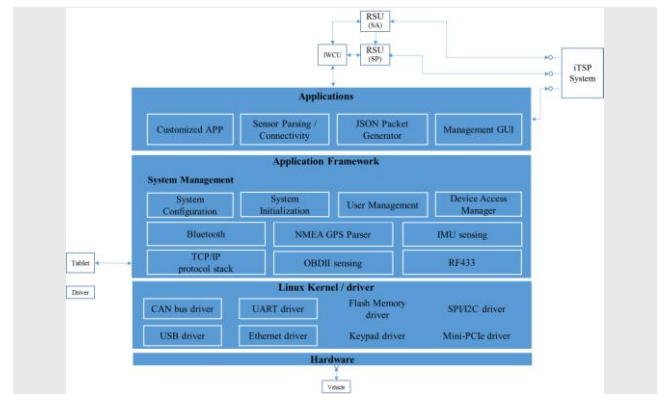 RSU
(SA)
IWCU
RSU
(SP)
iTSP
System
Applications
Customized APP
Sensor Parsing /
Connectivity
JSON Packet
Generator
Management GUI
Application Framework
System Management
System
Configuration
System
Initialization
User Management
Device Access
Manager
Bluetooth
NMEA GPS Parser
IMU sensing
Tablet
TCP/IP
protocol stack
OBDII sensing
RF433
Driver
Linux Kernel / driver
CAN bus driver
UART driver
Flash Memory
driver
SPI/I2C driver
USB driver
Ethernet driver
Keypad driver
Mini-PCIe driver
Hardware
Vehicle